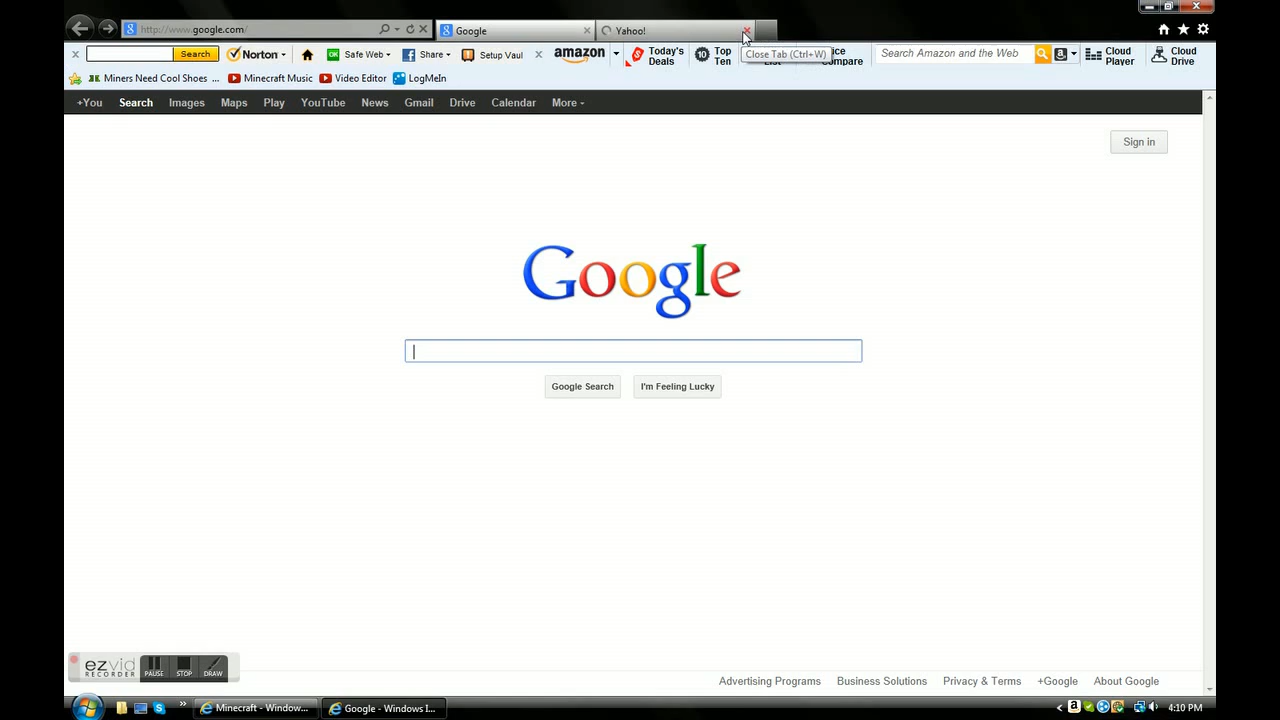 http://www.google.com/
Google
Yahoo!
Close Tab (Ctrl+W)
Search
Norton
Safe Web
Share
Setup Vaul
amazon
Today's Deals
Top Ten
Compare
Search Amazon and the Web
Cloud Player
Cloud Drive
Miners Need Cool Shoes ...
Minecraft Music
Video Editor
LogMeIn
+You Search Images Maps Play YouTube News Gmail Drive Calendar More
Sign in
Google
Google Search
I'm Feeling Lucky
ezvid
RECORDER
PAUSE
STOP
DRAW
Advertising Programs Business Solutions Privacy & Terms +Google About Google
Minecraft - Window...
Google - Windows I...
4:10 PM